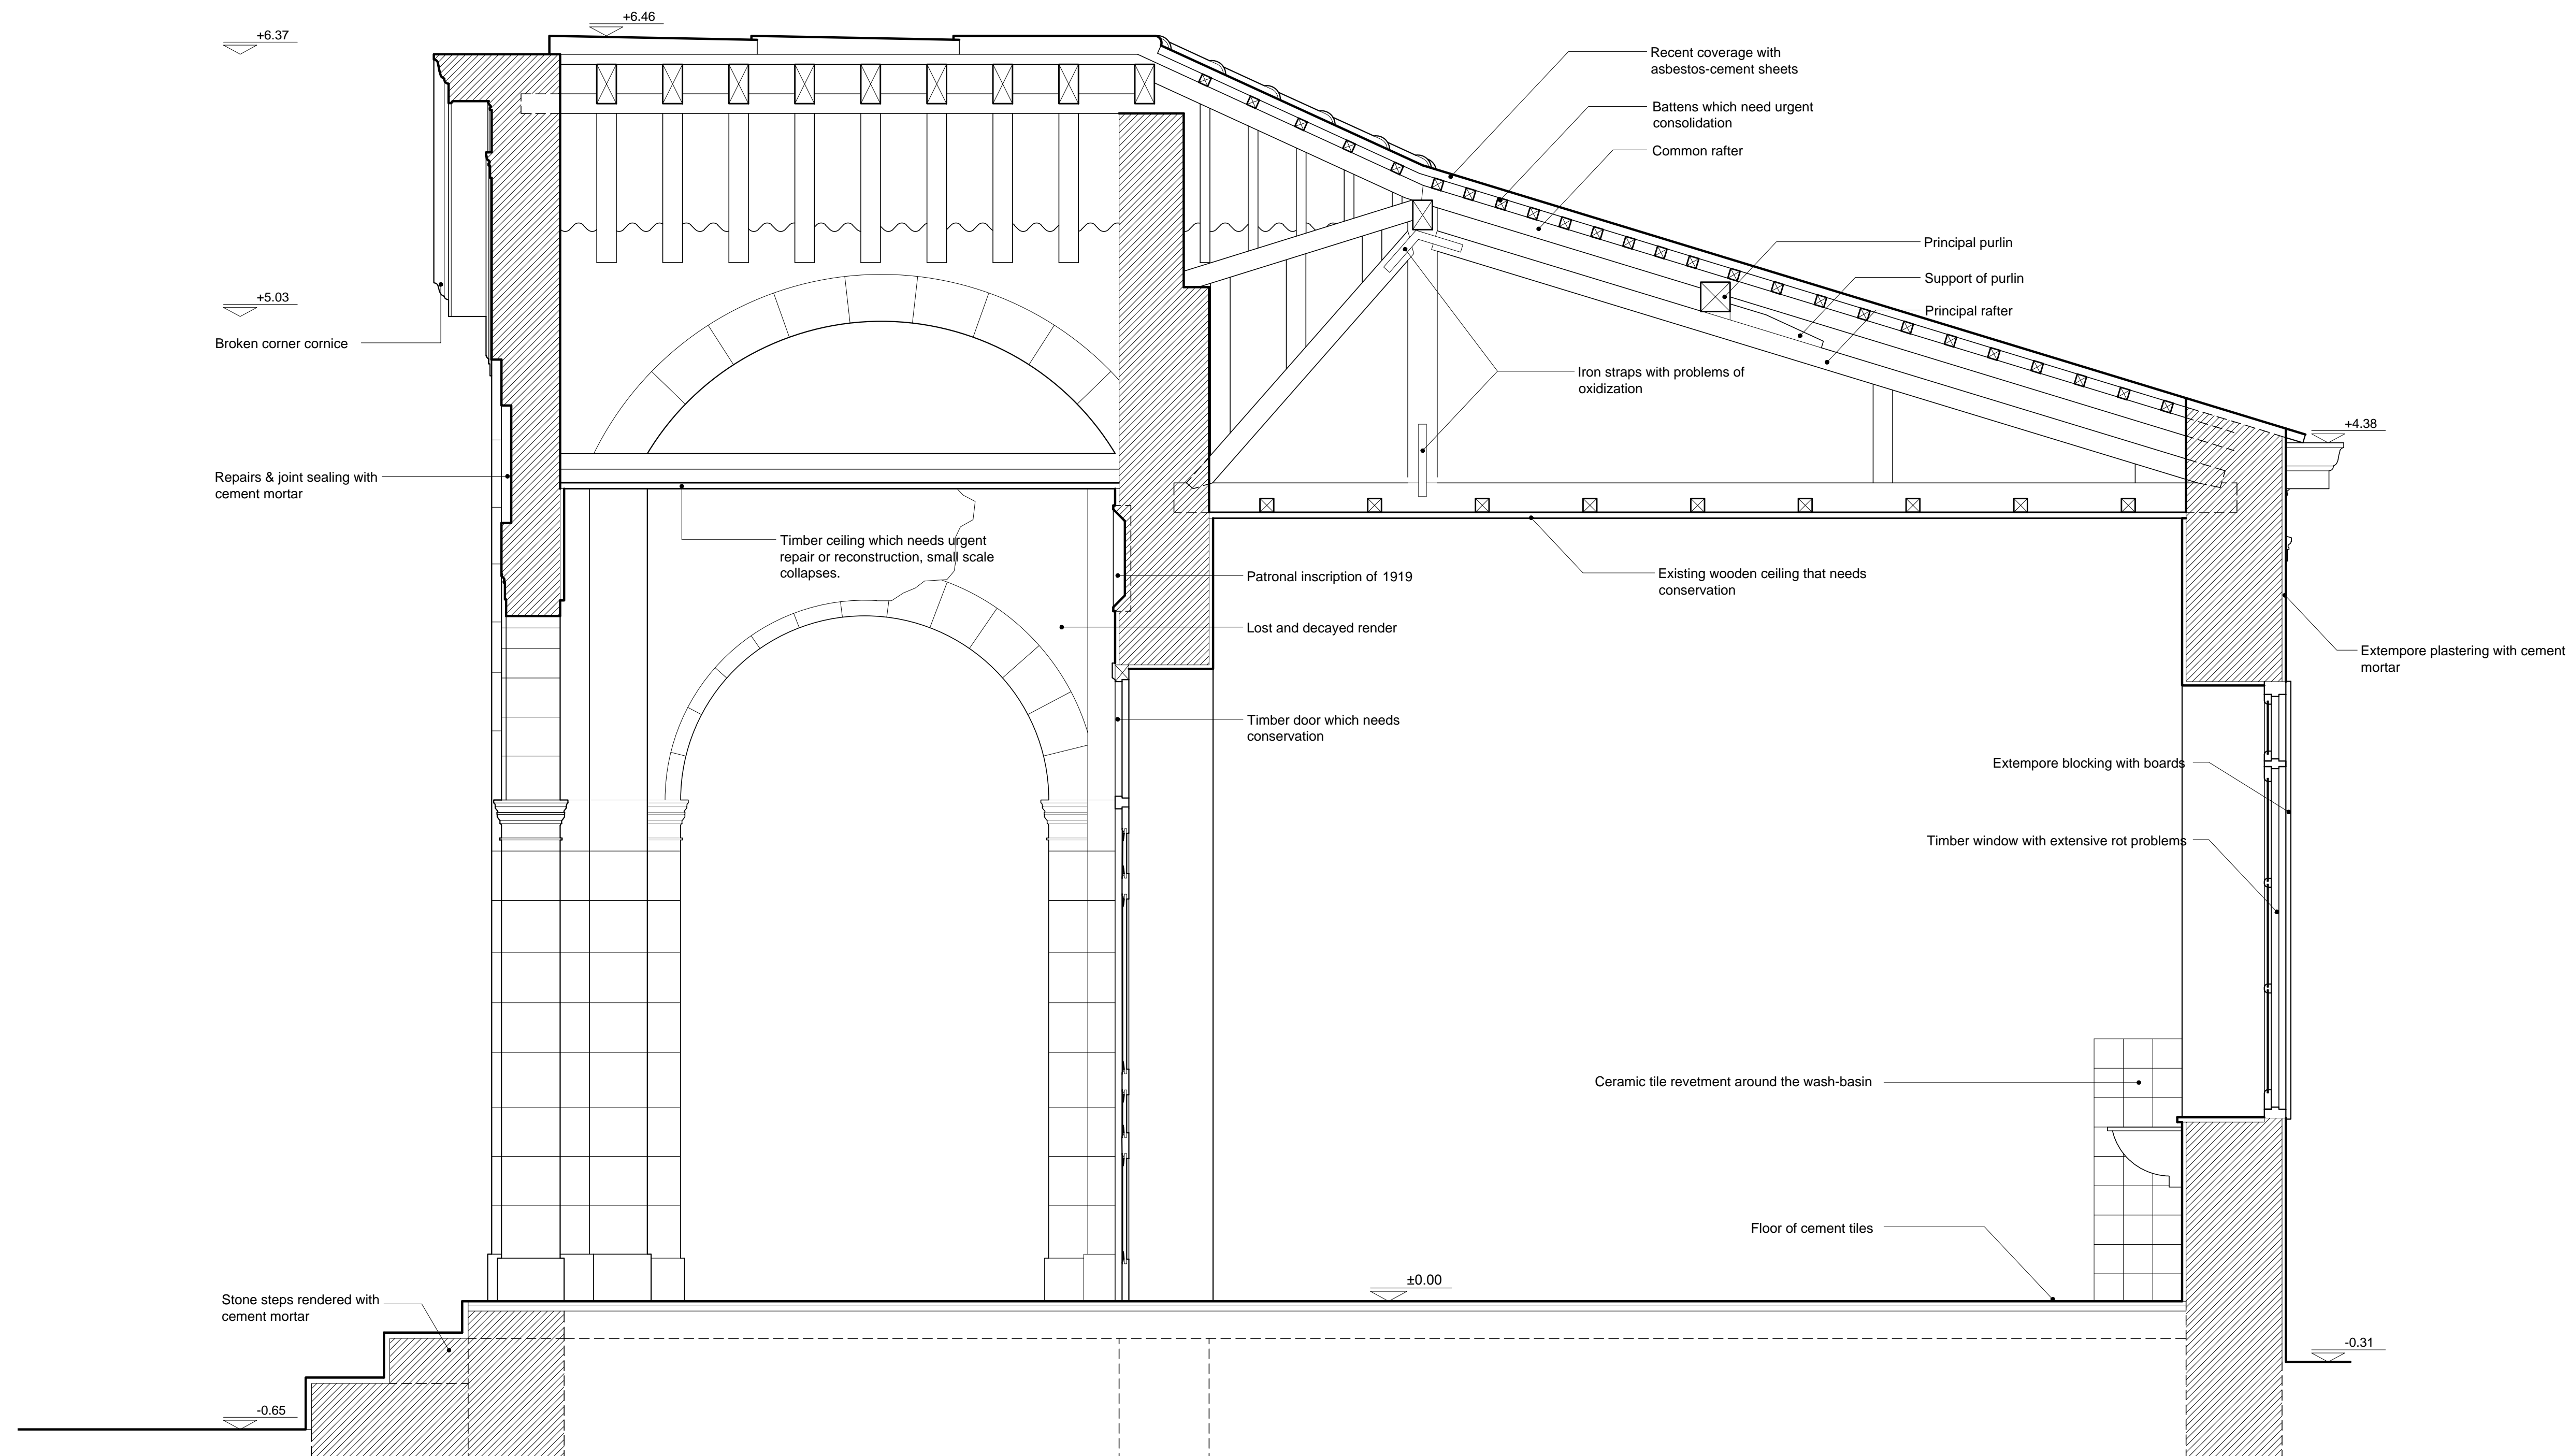 +6.46
+6.37
Recent coverage with
asbestos-cement sheets
Battens which need urgent
consolidation
Common rafter
Principal purlin
Support of purlin
+5.03
Principal rafter
Broken corner cornice
Iron straps with problems of
oxidization
+4.38
Repairs & joint sealing with
cement mortar
Timber ceiling which needs urgent
repair or reconstruction, small scale
collapses.
Patronal inscription of 1919
Existing wooden ceiling that needs
conservation
Lost and decayed render
Extempore plastering with cement
mortar
Timber door which needs
conservation
Extempore blocking with boards
Timber window with extensive rot problems
Ceramic tile revetment around the wash-basin
Floor of cement tiles
±0.00
Stone steps rendered with
cement mortar
-0.31
-0.65